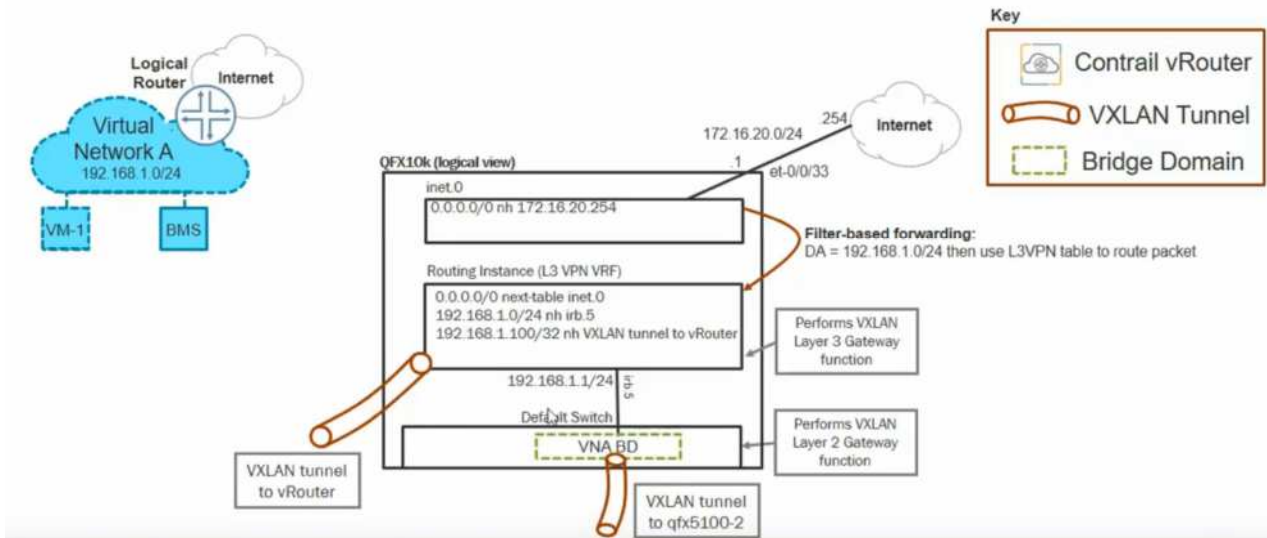 Logical
Router
Internet
Virtual
Network A
192.168.1.0/24
VM-1
BMS
Key
Contrail vRouter
VXLAN Tunnel
Bridge Domain
172.16.20.0/24
.254
Internet
QFX10k (logical view)
.1
et-0/0/33
inet.0
0.0.0.0/0 nh 172.16.20.254
Filter-based forwarding:
DA = 192.168.1.0/24 then use L3VPN table to route packet
Routing Instance (L3 VPN VRF)
0.0.0.0/0 next-table inet.0
192.168.1.0/24 nh irb.5
192.168.1.100/32 nh VXLAN tunnel to vRouter
Performs VXLAN
Layer 3 Gateway
function
192.168.1.1/24
irb.5
Default Switch
VNA BD
Performs VXLAN
Layer 2 Gateway
function
VXLAN tunnel
to vRouter
VXLAN tunnel
to qfx5100-2